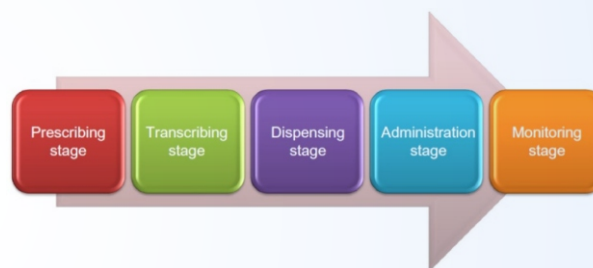 Prescribing
stage
Transcribing
stage
Dispensing
stage
Administration
stage
Monitoring
stage